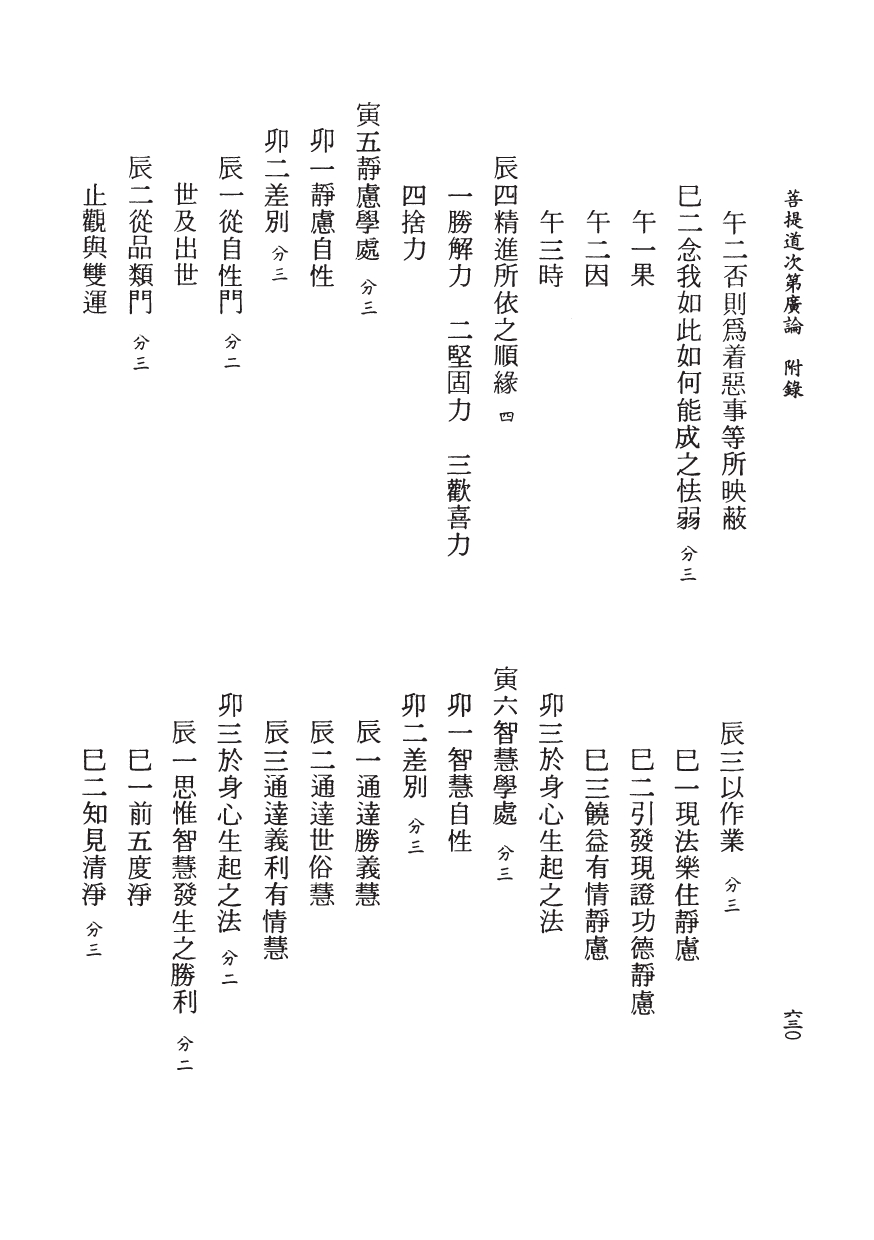 菩提道次第廣論　附錄
午二否則爲着惡事等所映蔽
巳二念我如此如何能成之怯弱 分三
午一果
午二因
午三時
辰四精進所依之順緣 四
一勝解力　二堅固力　三歡喜力
四捨力
寅五靜慮學處 分三
卯一靜慮自性
卯二差別 分三
辰一從自性門 分二
世及出世
辰二從品類門 分三
止觀與雙運
辰三以作業 分三
巳一現法樂住靜慮
巳二引發現證功德靜慮
巳三饒益有情靜慮
卯三於身心生起之法
寅六智慧學處 分三
卯一智慧自性
卯二差別 分三
辰一通達勝義慧
辰二通達世俗慧
辰三通達義利有情慧
卯三於身心生起之法 分二
辰一思惟智慧發生之勝利 分二
巳一前五度淨
巳二知見清淨 分三
六三〇